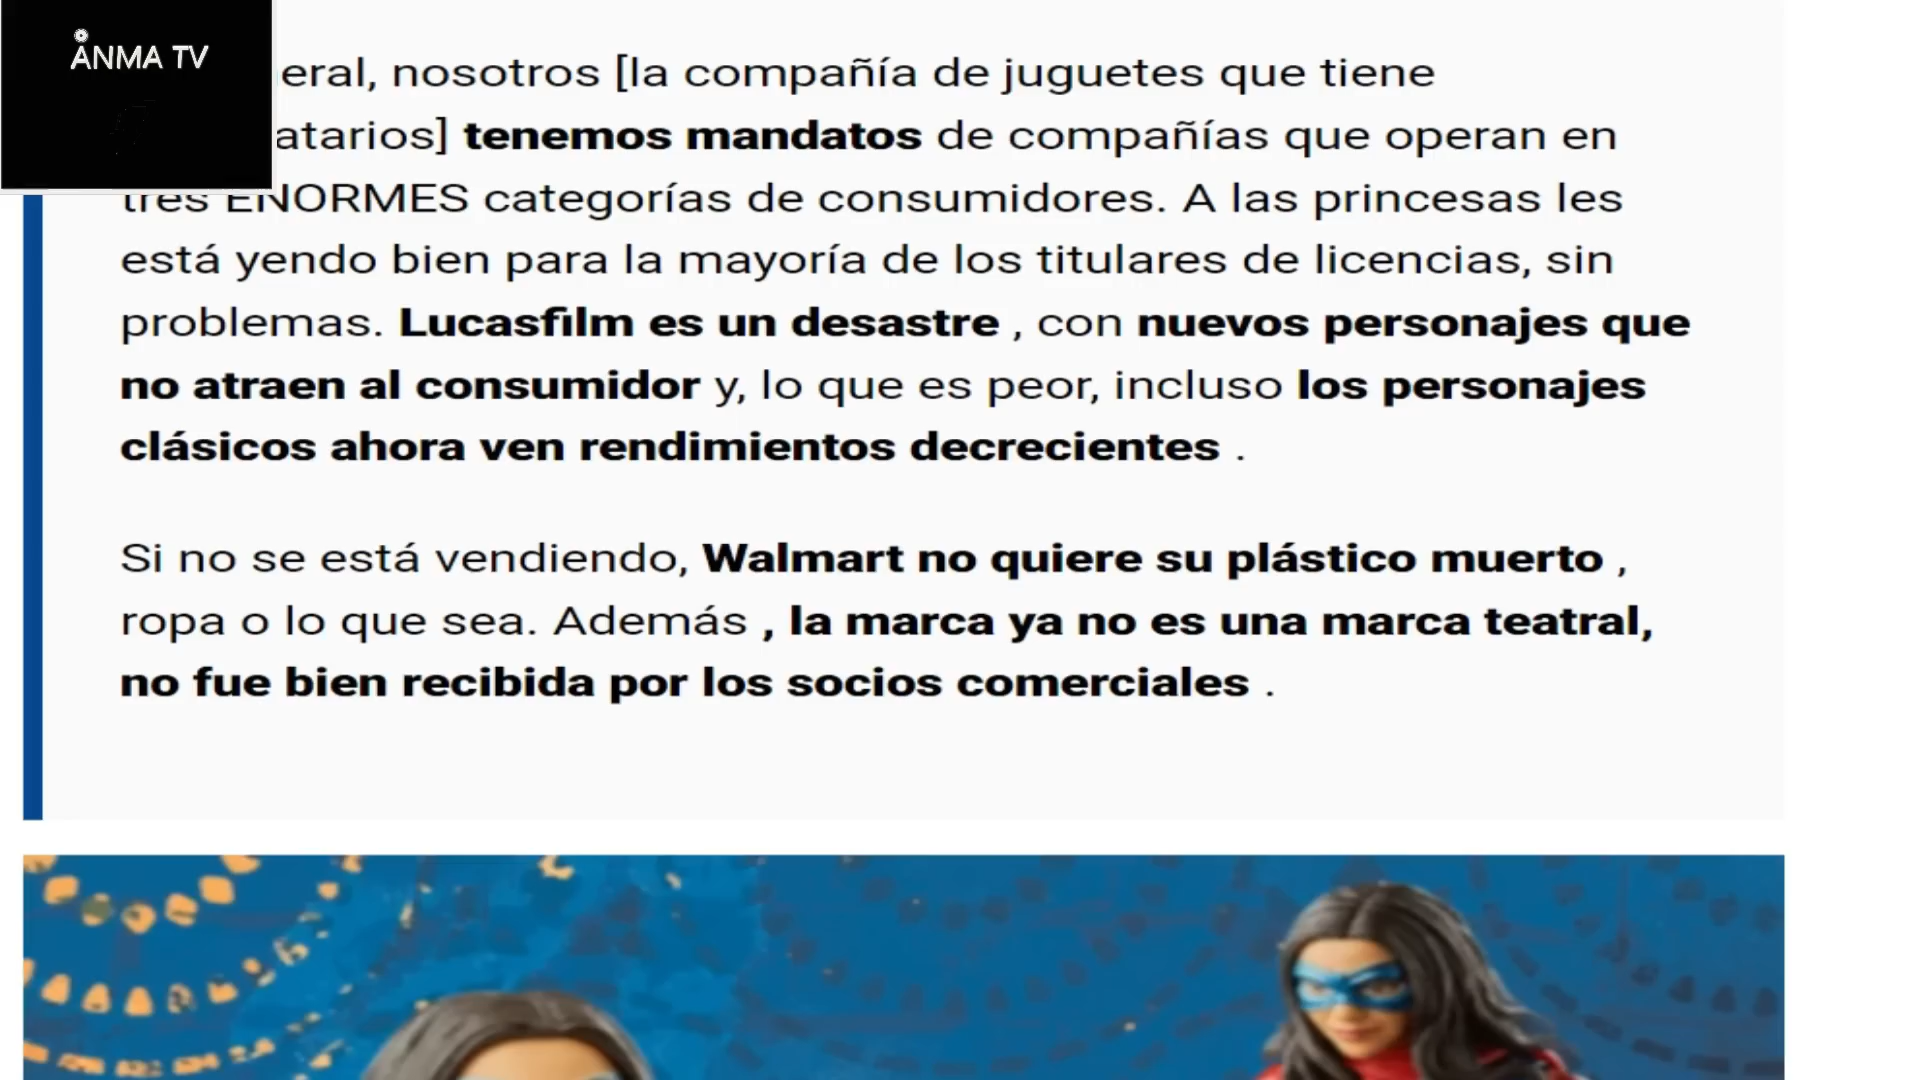 ANMA TV
eral, nosotros [la compañía de juguetes que tiene
atarios] tenemos mandatos de compañías que operan en
tres ENORMES categorías de consumidores. A las princesas les
está yendo bien para la mayoría de los titulares de licencias, sin
problemas. Lucasfilm es un desastre , con nuevos personajes que
no atraen al consumidor y, lo que es peor, incluso los personajes
clásicos ahora ven rendimientos decrecientes .
Si no se está vendiendo, Walmart no quiere su plástico muerto ,
ropa o lo que sea. Además , la marca ya no es una marca teatral,
no fue bien recibida por los socios comerciales .